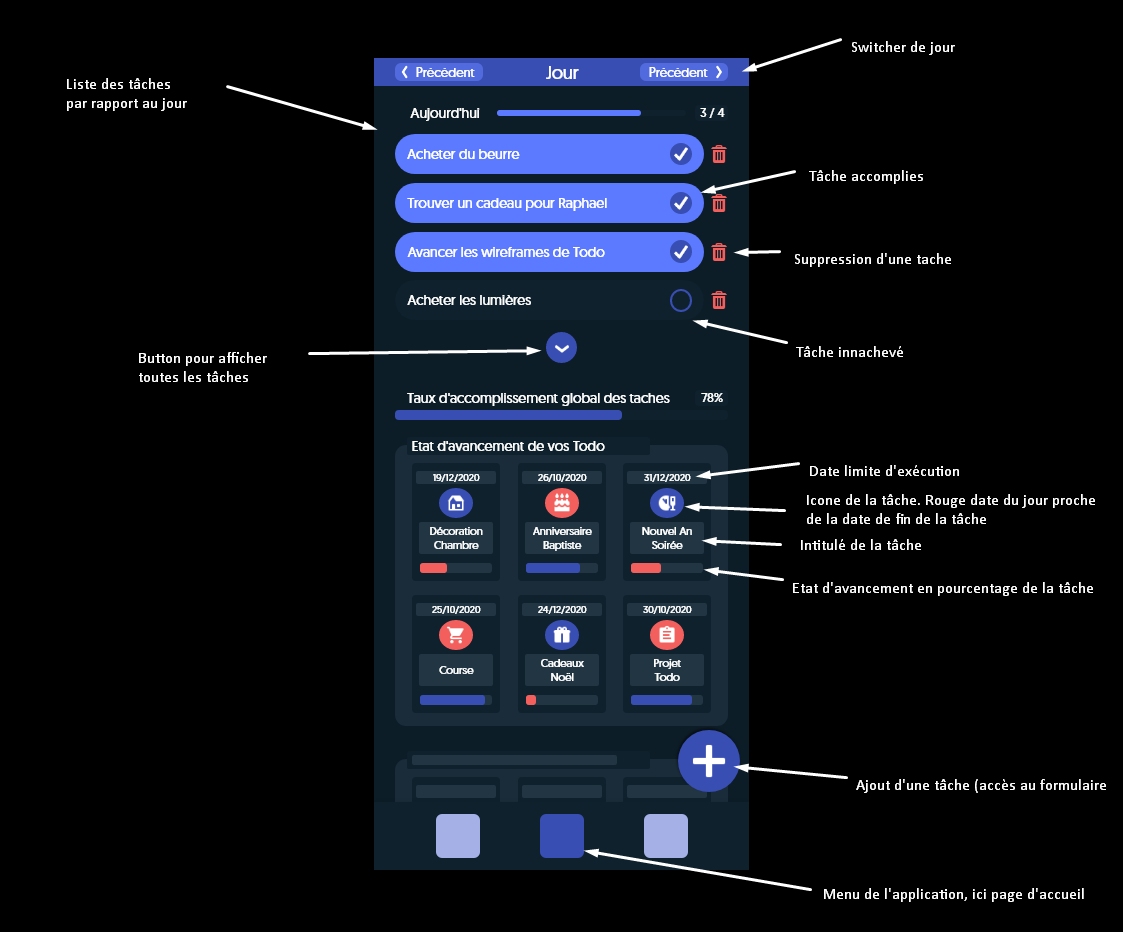 Switcher de jour
Précédent
Jour
Précédent
Liste des tâches
par rapport au jour
Aujourd'hui
3 / 4
Acheter du beurre
Tâche accomplies
Trouver un cadeau pour Raphael
Avancer les wireframes de Todo
Suppression d'une tache
Acheter les lumières
Tâche innachevé
Button pour afficher
toutes les tâches
Taux d'accomplissement global des taches
78%
Etat d'avancement de vos Todo
19/12/2020
26/10/2020
31/12/2020
Date limite d'exécution
Icone de la tâche. Rouge date du jour proche
de la date de fin de la tâche
Décoration
Chambre
Anniversaire
Baptiste
Nouvel An
Soirée
Intitulé de la tâche
Etat d'avancement en pourcentage de la tâche
25/10/2020
24/12/2020
30/10/2020
Course
Cadeaux
Noël
Projet
Todo
Ajout d'une tâche (accès au formulaire
Menu de l'application, ici page d'accueil